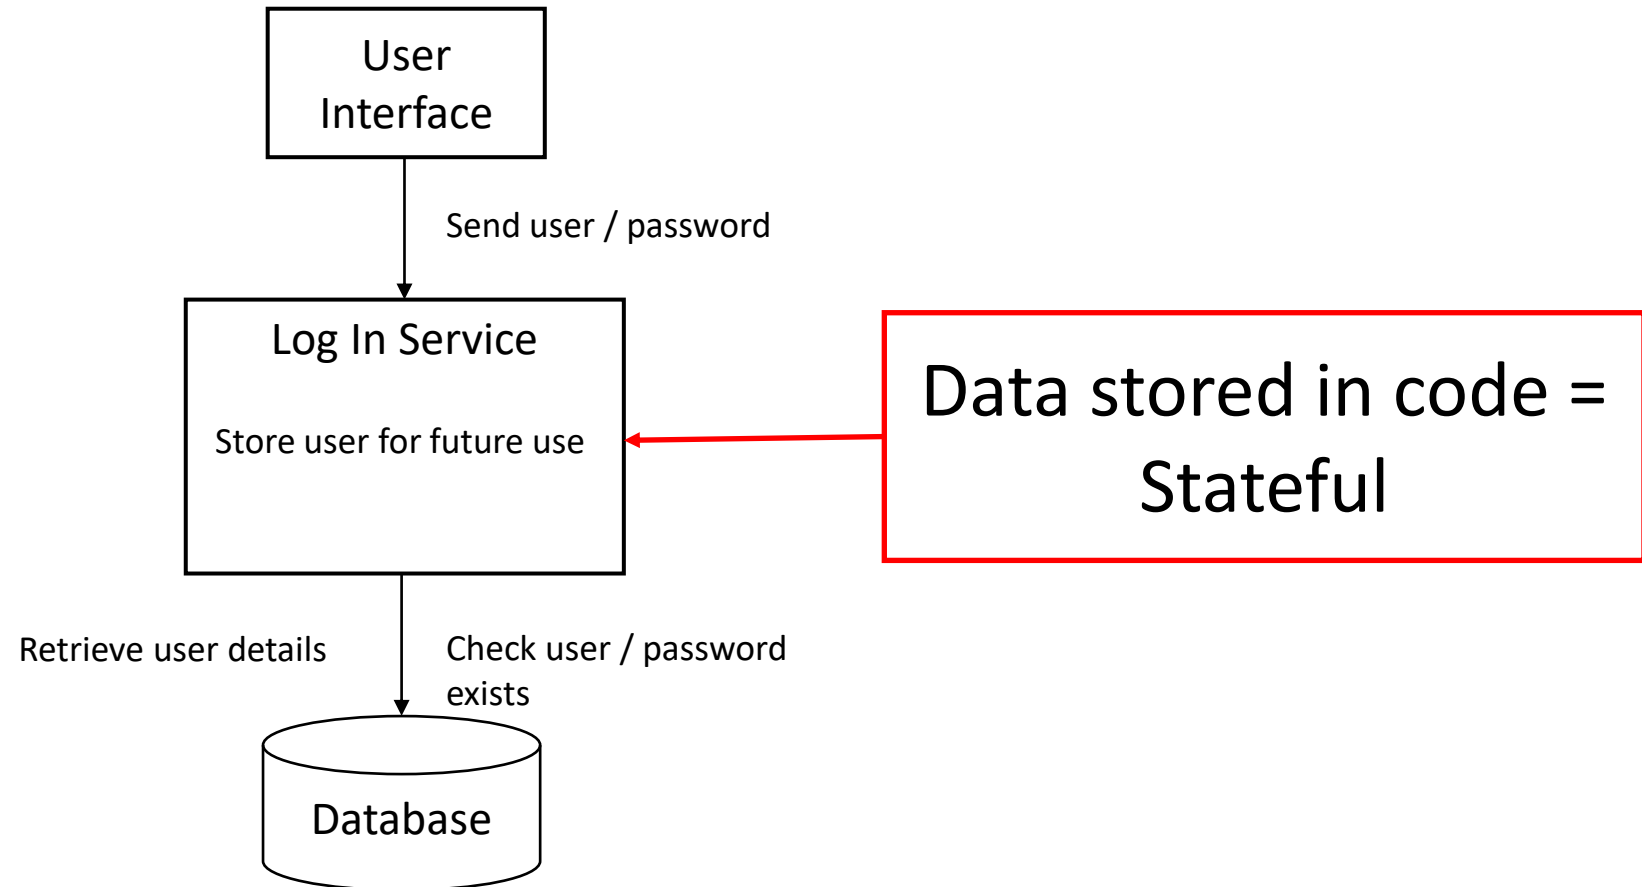 User
Interface
Send user / password
Log In Service
Store user for future use
Data stored in code =
Stateful
Retrieve user details
Check user / password
exists
Database